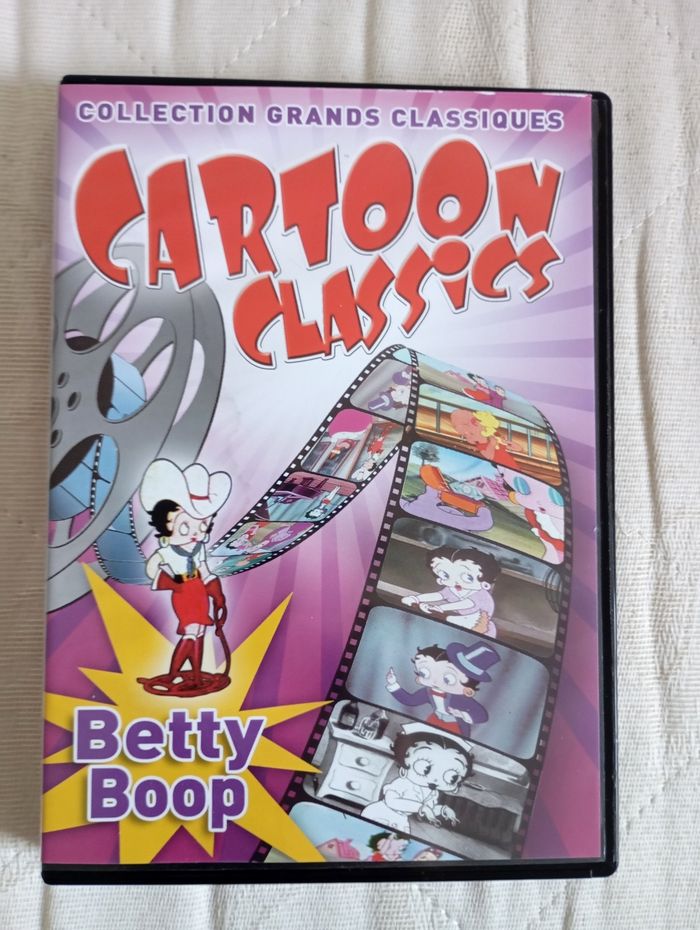 COLLECTION GRANDS CLASSIQUES
CARTOON
CLASSiCS
Betty
Boop